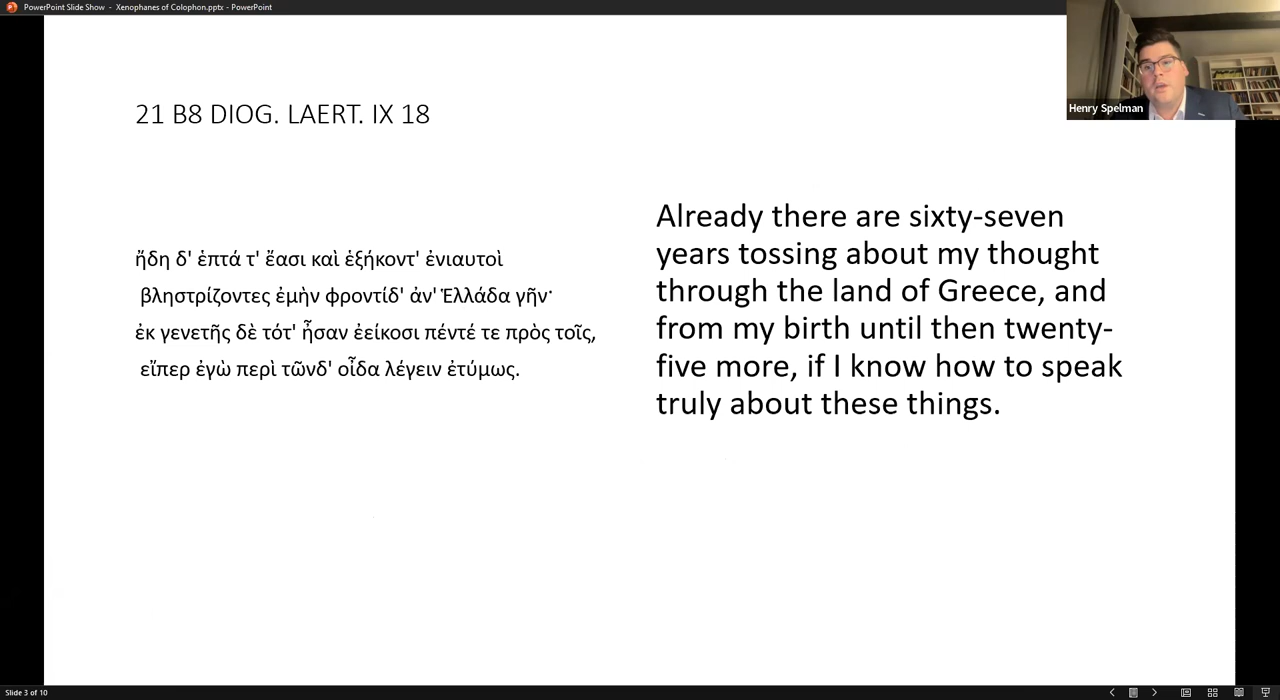 PowerPoint Slide Show - Xenophanes of Colophon.pptx - PowerPoint
Henry Spelman
21 B8 DIOG. LAERT. IX 18
ἤδη δ' ἑπτά τ' ἔασι καὶ ἑξήκοντ' ἐνιαυτοὶ
βληστρίζοντες ἐμὴν φροντίδ' ἀν' Ἑλλάδα γῆν·
ἐκ γενετῆς δὲ τότ' ἦσαν ἐείκοσι πέντέ τε πρὸς τοῖς,
εἴπερ ἐγὼ περὶ τῶνδ' οἶδα λέγειν ἐτύμως.
Already there are sixty-seven
years tossing about my thought
through the land of Greece, and
from my birth until then twenty-
five more, if I know how to speak
truly about these things.
Slide 3 of 10